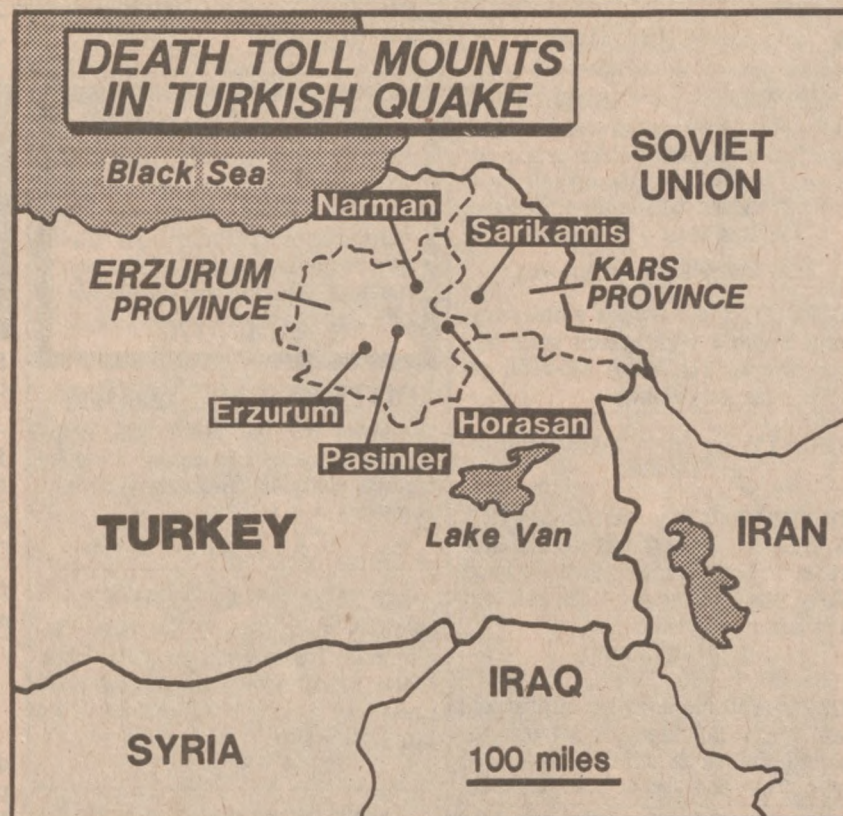 DEATH TOLL MOUNTS
IN TURKISH QUAKE
SOVIET
UNION
Black Sea
Narman
Sarikamis
ERZURUM
PROVINCE
KARS
PROVINCE
Erzurum
Horasan
Pasinler
TURKEY
Lake Van
IRAN
IRAQ
SYRIA
100 miles